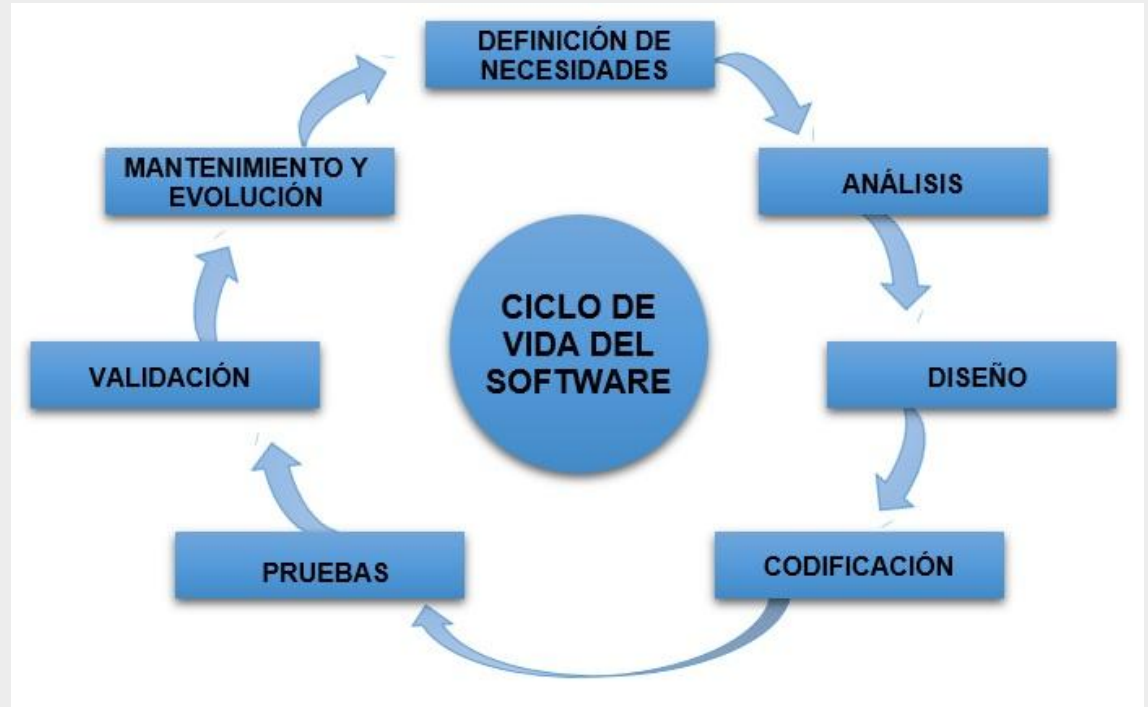 DEFINICIÓN DE
NECESIDADES
ANÁLISIS
DISEÑO
CODIFICACIÓN
PRUEBAS
VALIDACIÓN
MANTENIMIENTO Y
EVOLUCIÓN
CICLO DE
VIDA DEL
SOFTWARE